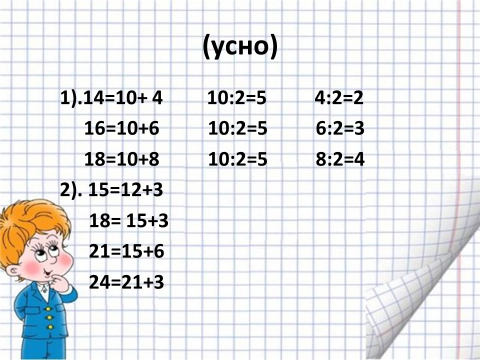 (усно)
1).14=10+ 4 10:2=5 4:2=2
16=10+6 10:2=5 6:2=3
18=10+8 10:2=5 8:2=4
2). 15=12+3
18= 15+3
21=15+6
24=21+3